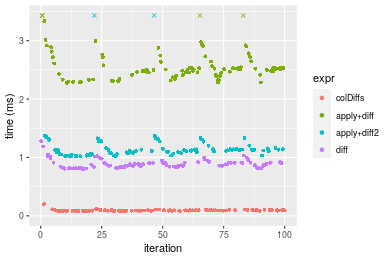 time (ms)
3
2
1
0
0
25
50
75
100
iteration
expr
colDiffs
apply+diff
apply+diff2
diff